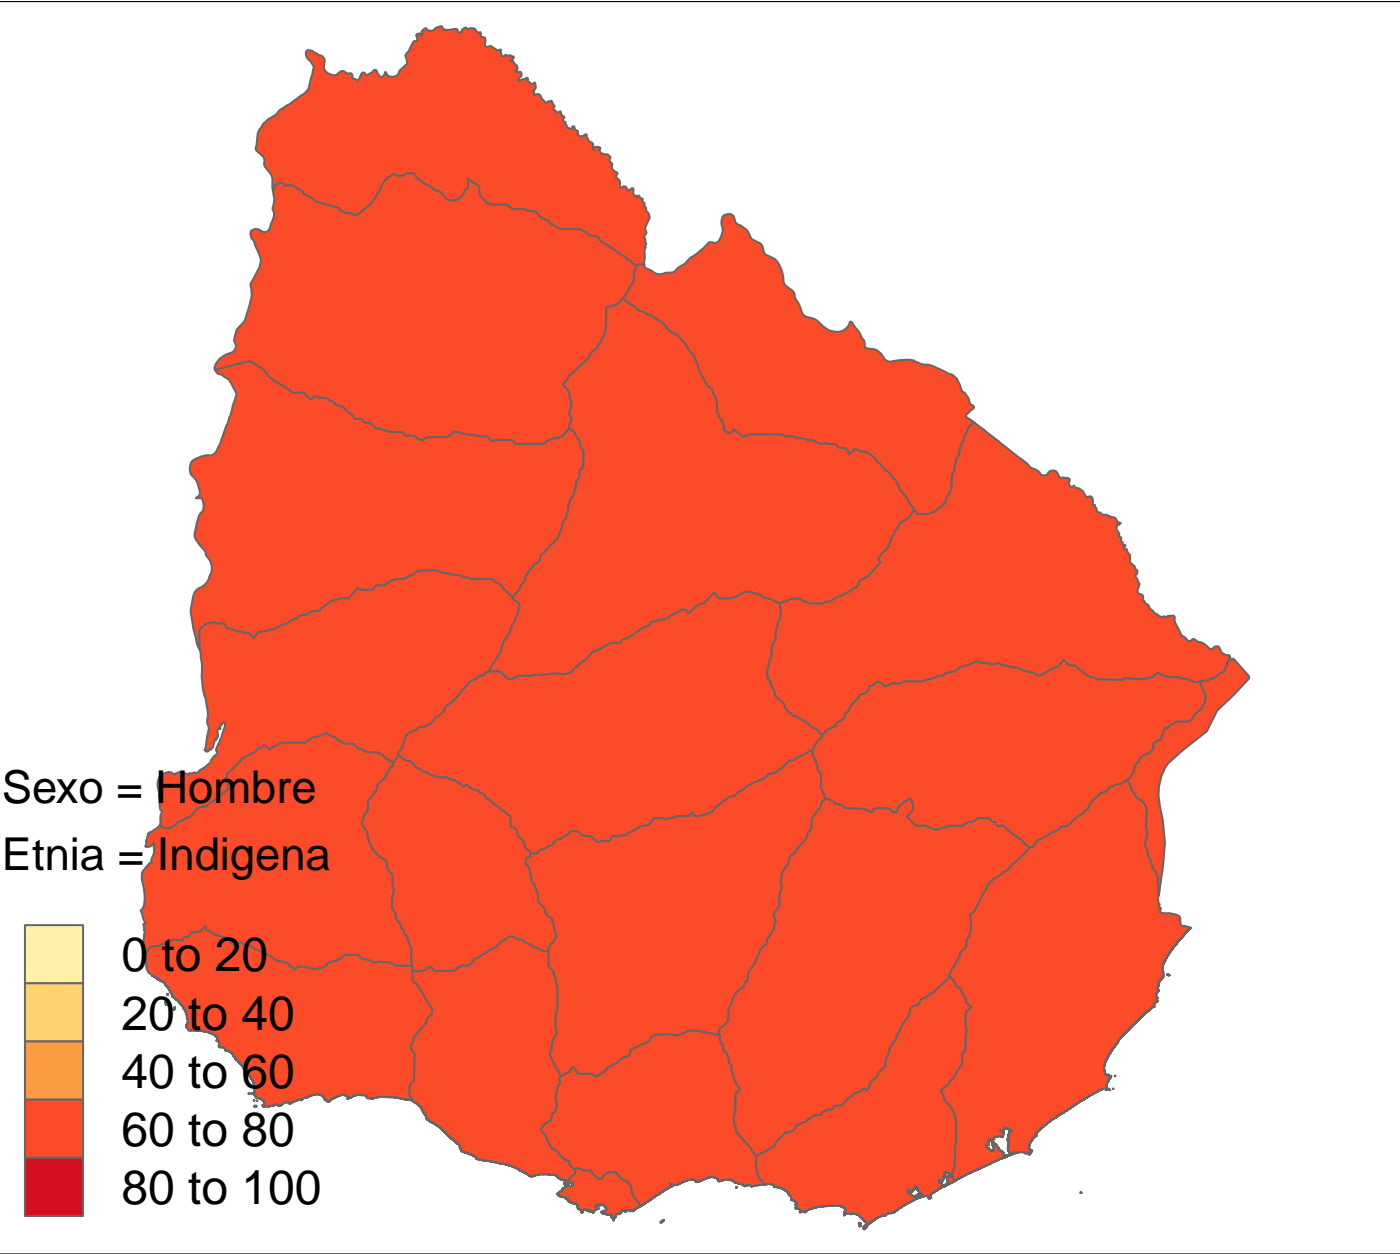 Sexo = Hombre
Etnia = Indigena
0 to 20
20 to 40
40 to 60
60 to 80
80 to 100